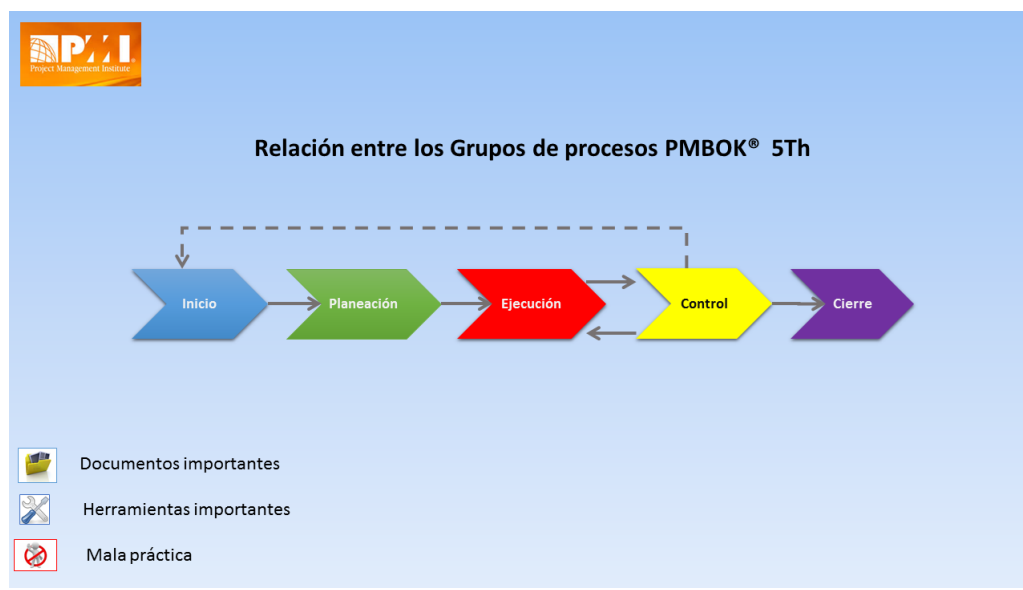 PMI
Project Management Institute
Relación entre los Grupos de procesos PMBOK® 5Th
Inicio
Planeación
Ejecución
Control
Cierre
Documentos importantes
Herramientas importantes
Mala práctica